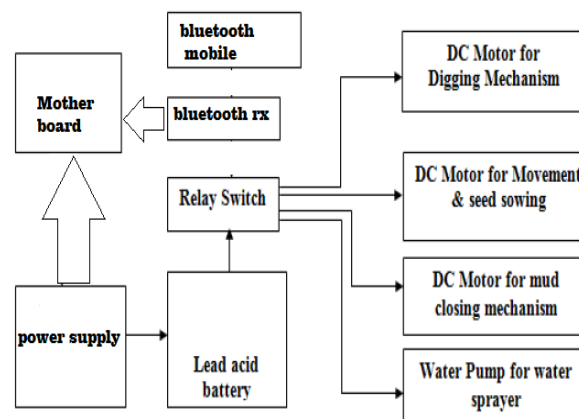 bluetooth
mobile
DC Motor for
Digging Mechanism
Mother
board
bluetooth rx
Relay Switch
DC Motor for Movement
& seed sowing
DC Motor for mud
closing mechanism
power supply
Lead acid
battery
Water Pump for water
sprayer